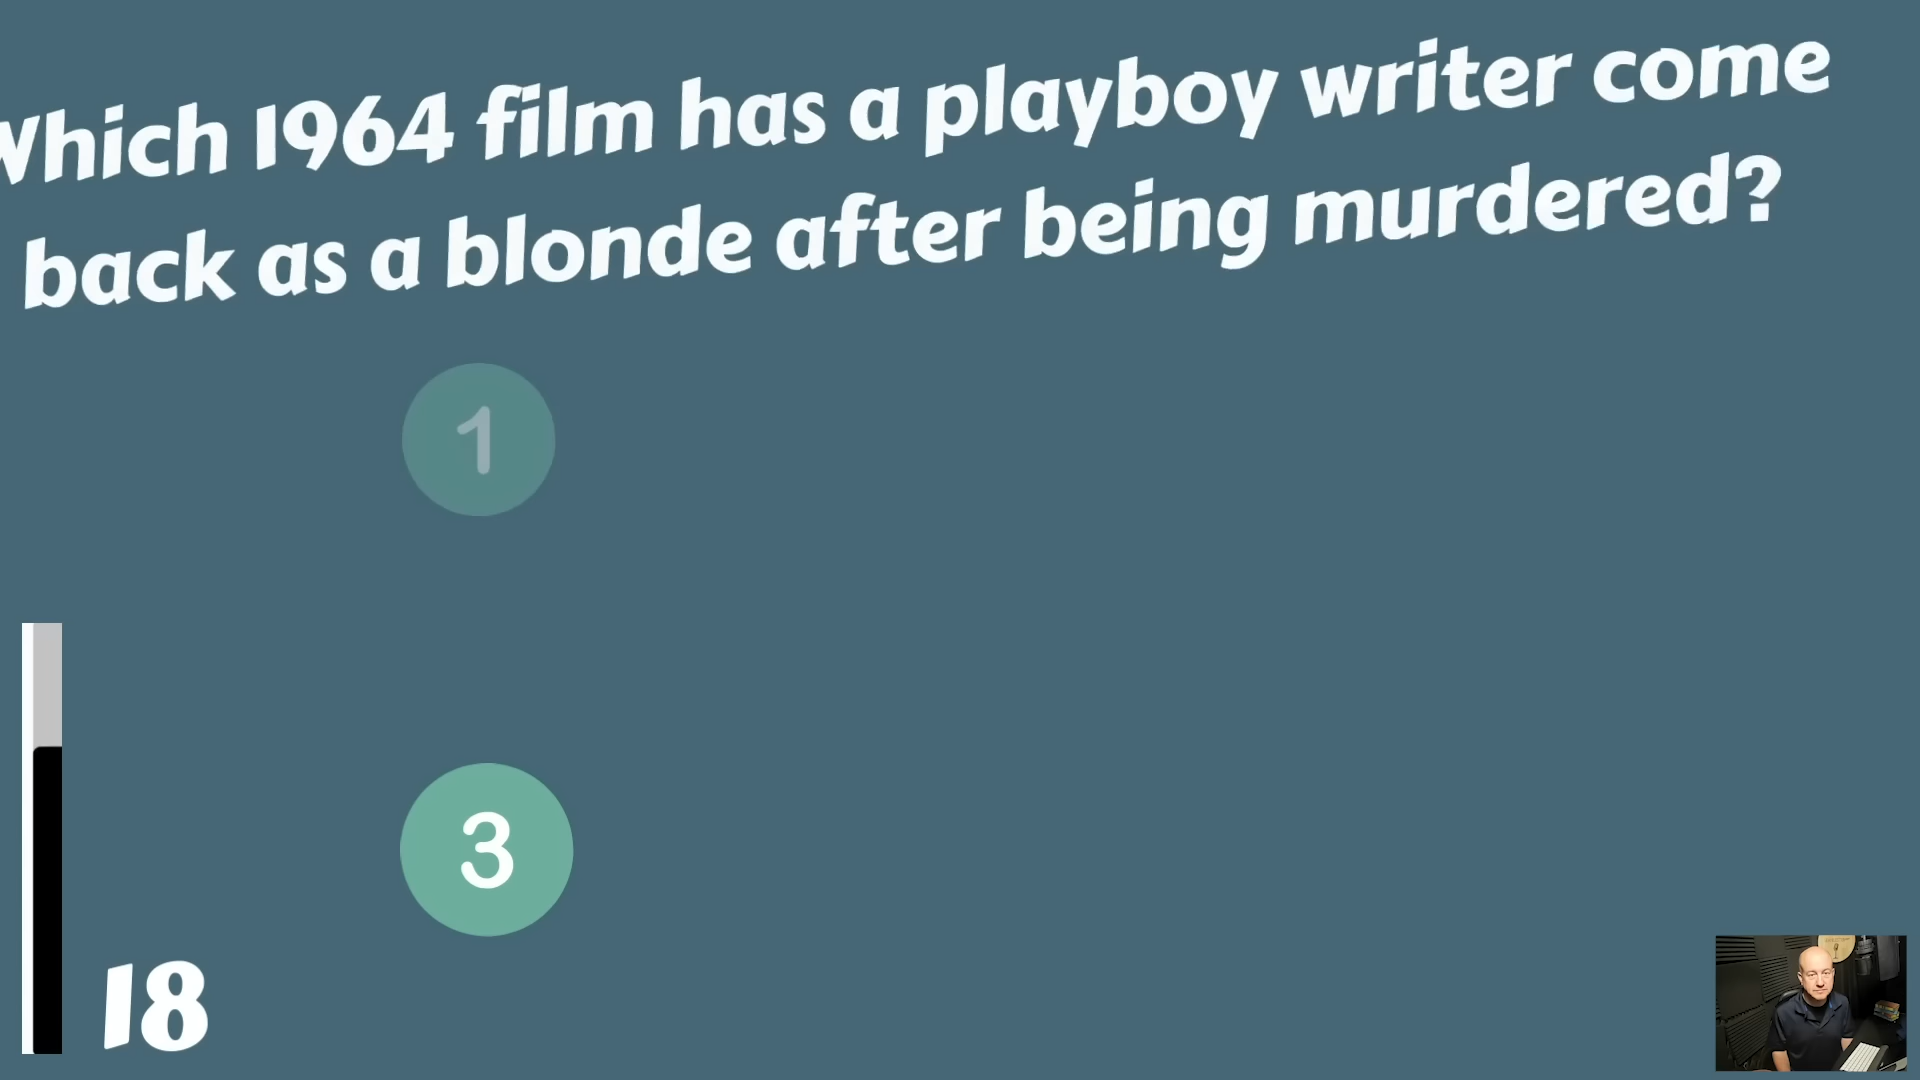 Which 1964 film has a playboy writer come
back as a blonde after being murdered?
1
3
18